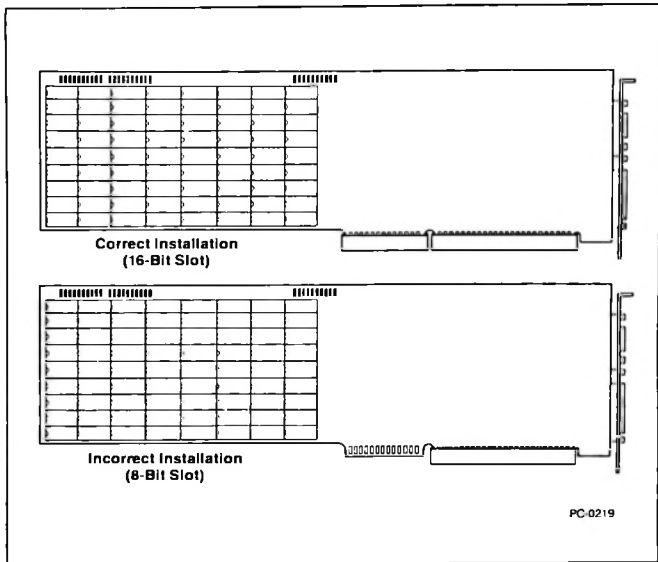 Correct Installation
(16-Bit Slot)
Incorrect Installation
(8-Bit Slot)
PC-0219